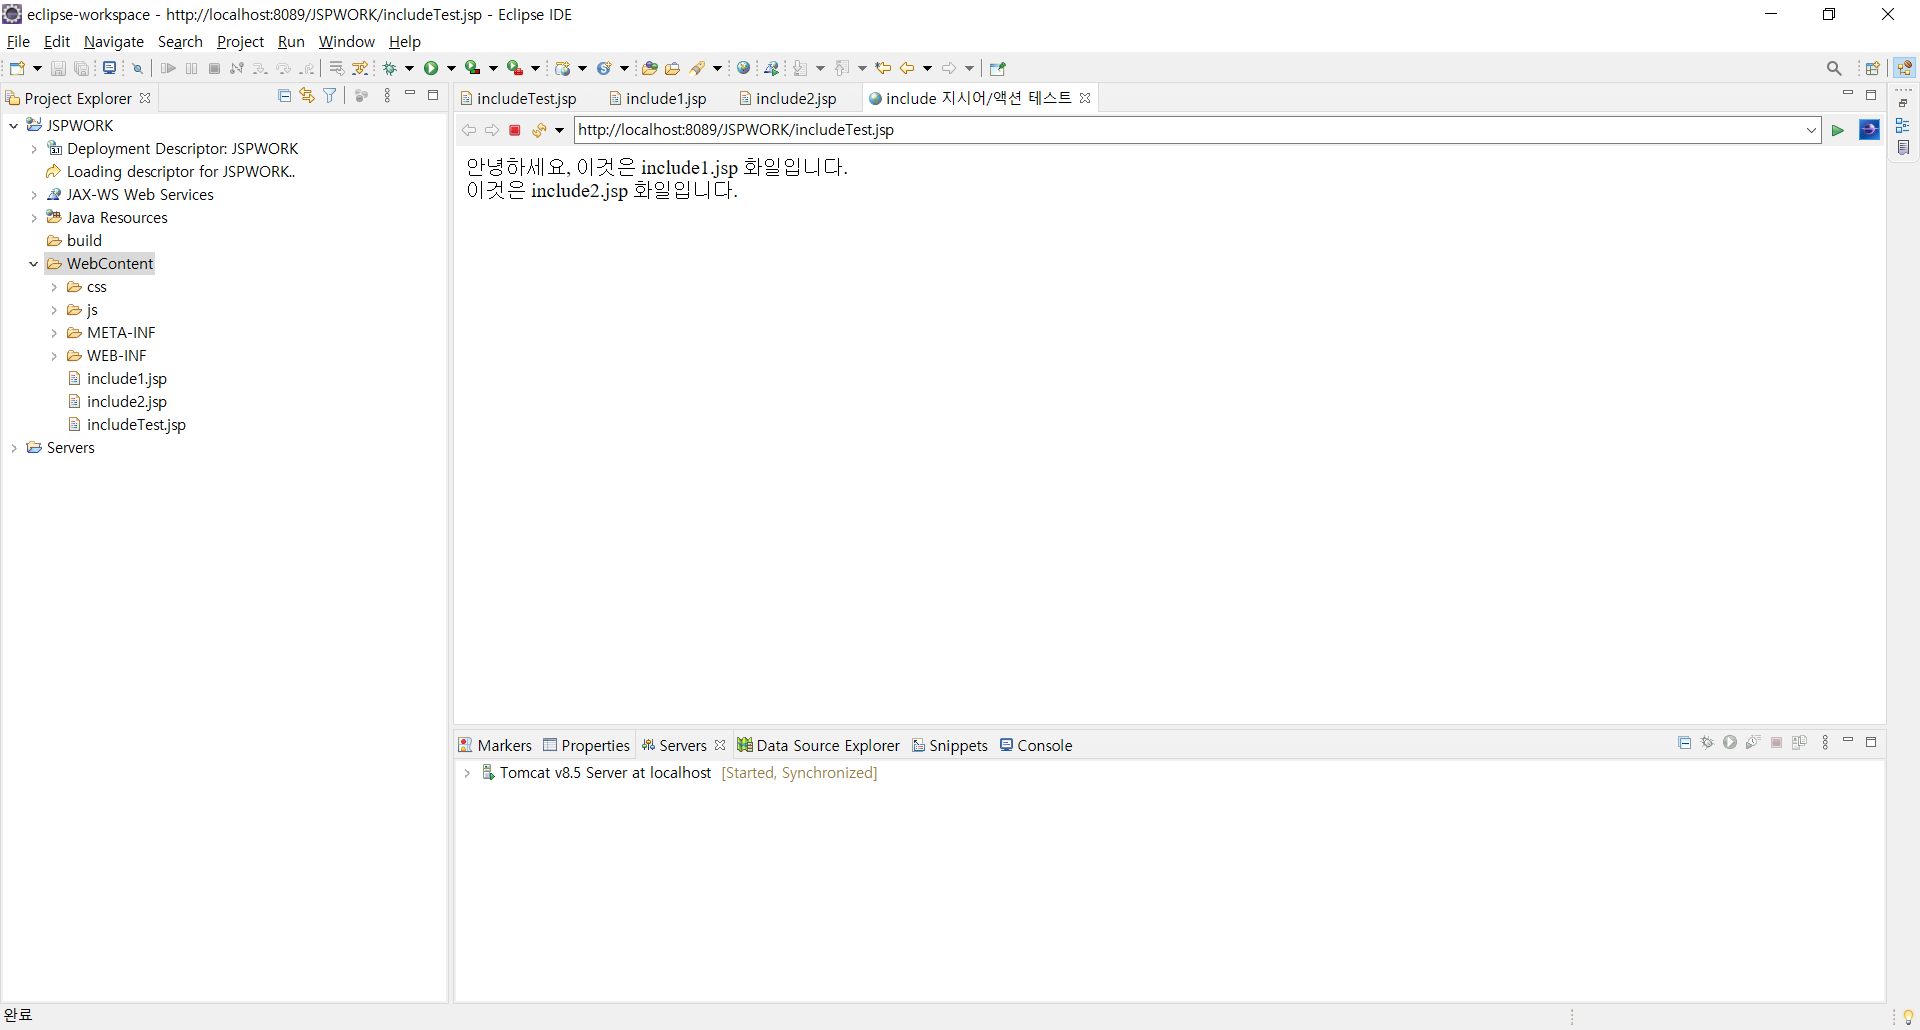 eclipse-workspace - http://localhost:8089/JSPWORK/includeTest.jsp - Eclipse IDE
File Edit Navigate Search Project Run Window Help
Project Explorer
JSPWORK
Deployment Descriptor: JSPWORK
Loading descriptor for JSPWORK..
JAX-WS Web Services
Java Resources
build
WebContent
css
js
META-INF
WEB-INF
include1.jsp
include2.jsp
includeTest.jsp
Servers
includeTest.jsp include1.jsp include2.jsp include 지시어/액션 테스트
http://localhost:8089/JSPWORK/includeTest.jsp
안녕하세요, 이것은 include1.jsp 화일입니다.
이것은 include2.jsp 화일입니다.
Markers Properties Servers Data Source Explorer Snippets Console
Tomcat v8.5 Server at localhost [Started, Synchronized]
완료